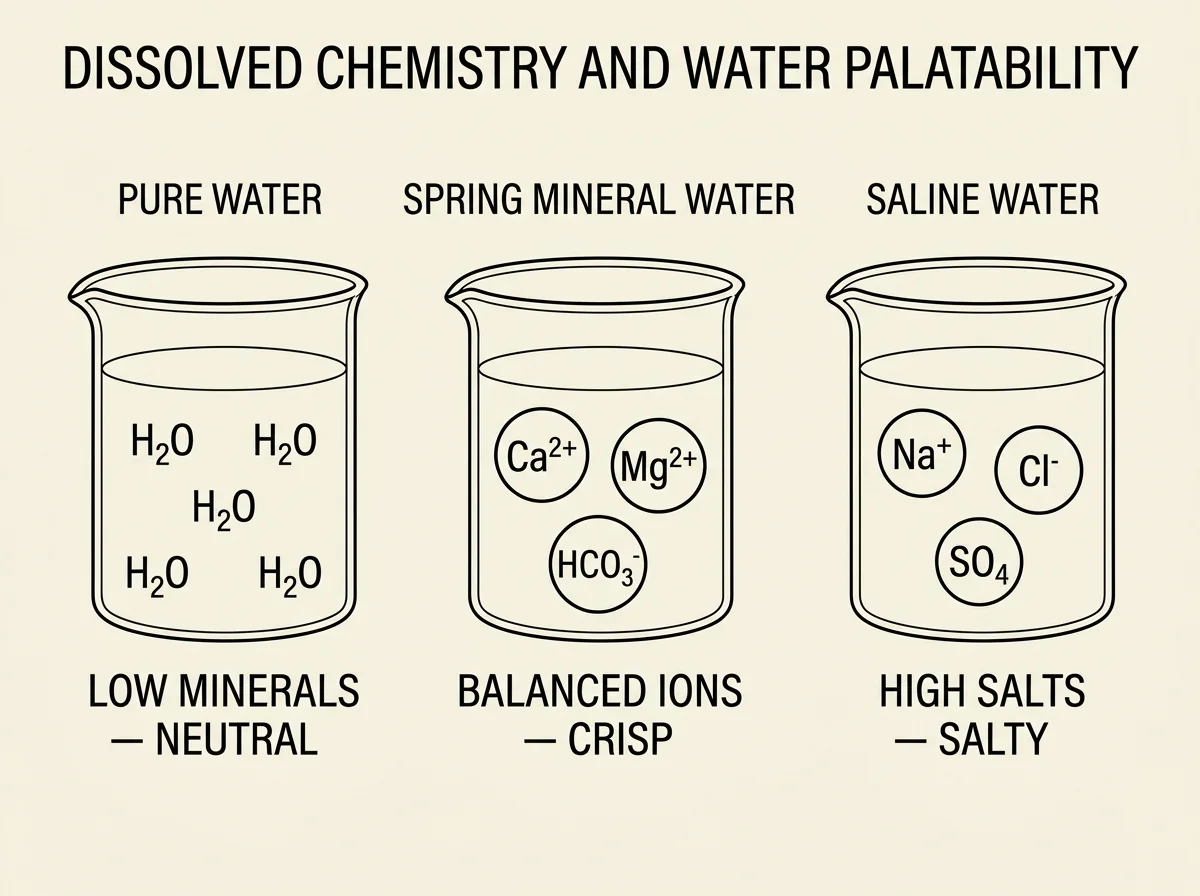 DISSOLVED CHEMISTRY AND WATER PALATABILITY
PURE WATER
H₂O H₂O
H₂O
H₂O H₂O
LOW MINERALS
— NEUTRAL
SPRING MINERAL WATER
Ca²⁺ Mg²⁺
HCO₃⁻
BALANCED IONS
— CRISP
SALINE WATER
Na⁺ Cl⁻
SO₄
HIGH SALTS
— SALTY